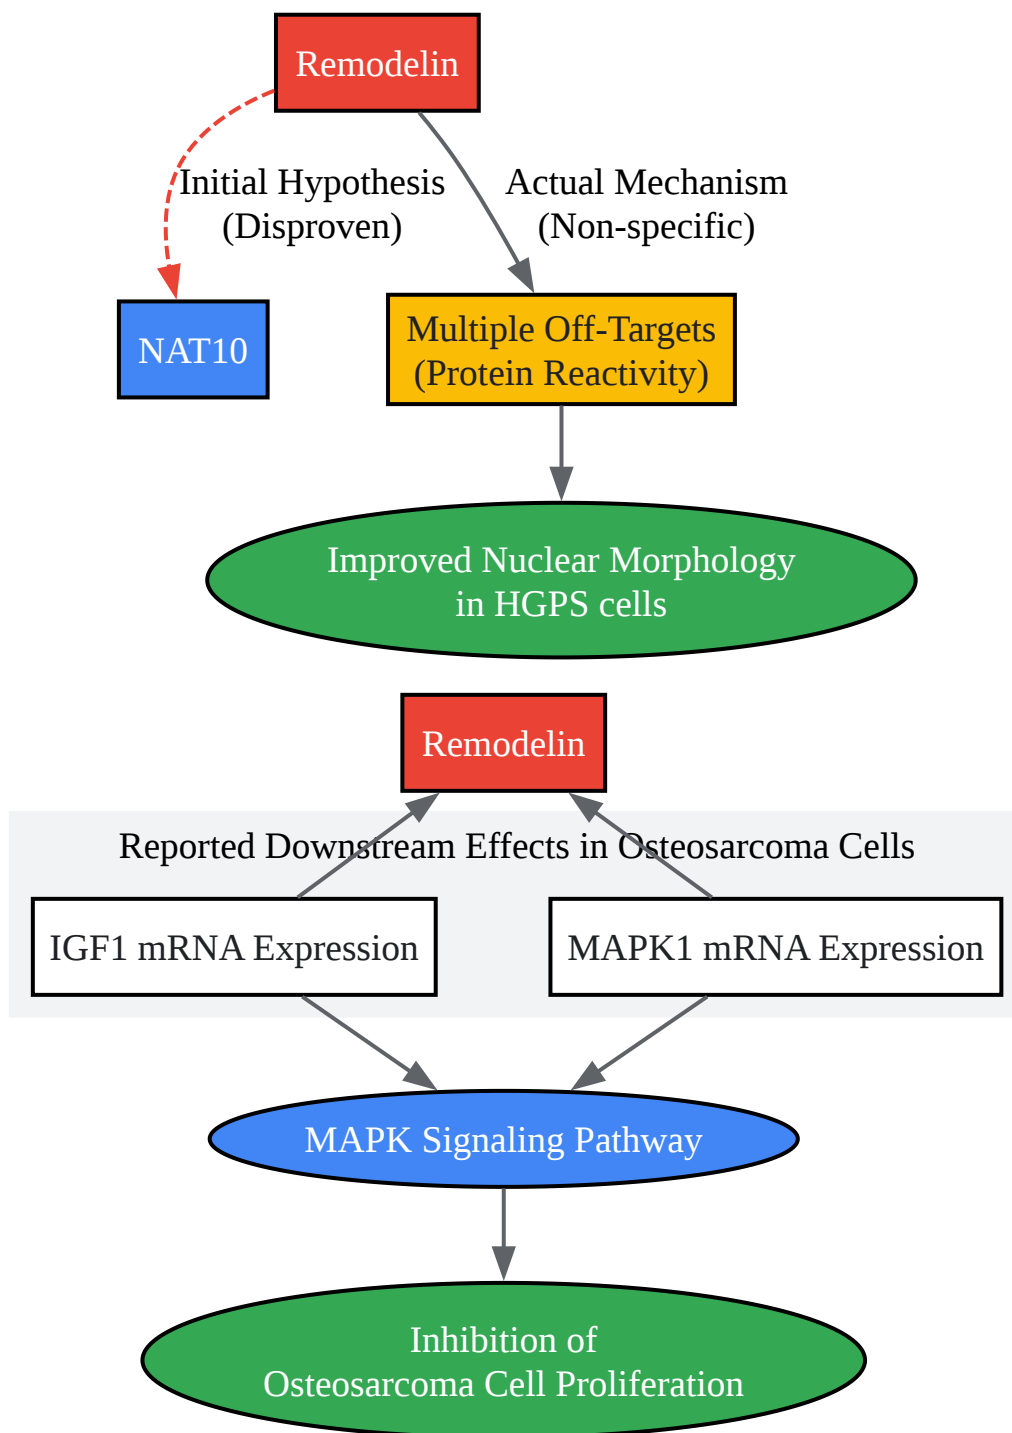 Remodelin
Initial Hypothesis
(Disproven)
Actual Mechanism
(Non-specific)
NAT10
Multiple Off-Targets
(Protein Reactivity)
Improved Nuclear Morphology
in HGPS cells
Remodelin
Reported Downstream Effects in Osteosarcoma Cells
IGF1 mRNA Expression
MAPK1 mRNA Expression
MAPK Signaling Pathway
Inhibition of
Osteosarcoma Cell Proliferation